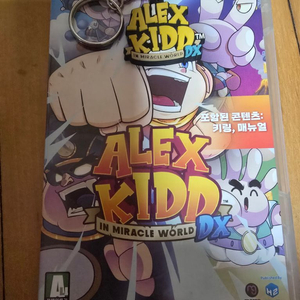 ALEX
KIDD™
IN MIRACLE WORLD
DX
포함된 콘텐츠:
키링, 매뉴얼
ALEX
KIDD
IN MIRACLE WORLD
DX